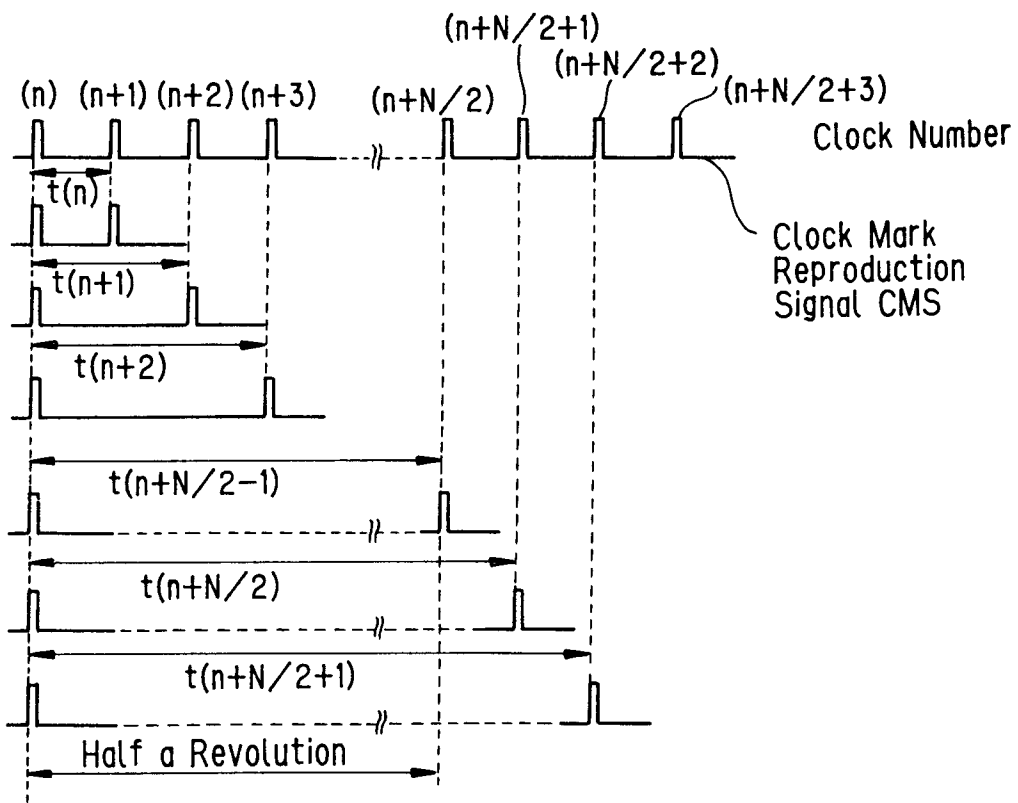 (n+N/2+1)
(n+N/2+2)
(n) (n+1) (n+2) (n+3) (n+N/2) (n+N/2+3)
Clock Number
t(n)
Clock Mark
Reproduction
Signal CMS
t(n+1)
t(n+2)
t(n+N/2-1)
t(n+N/2)
t(n+N/2+1)
Half a Revolution